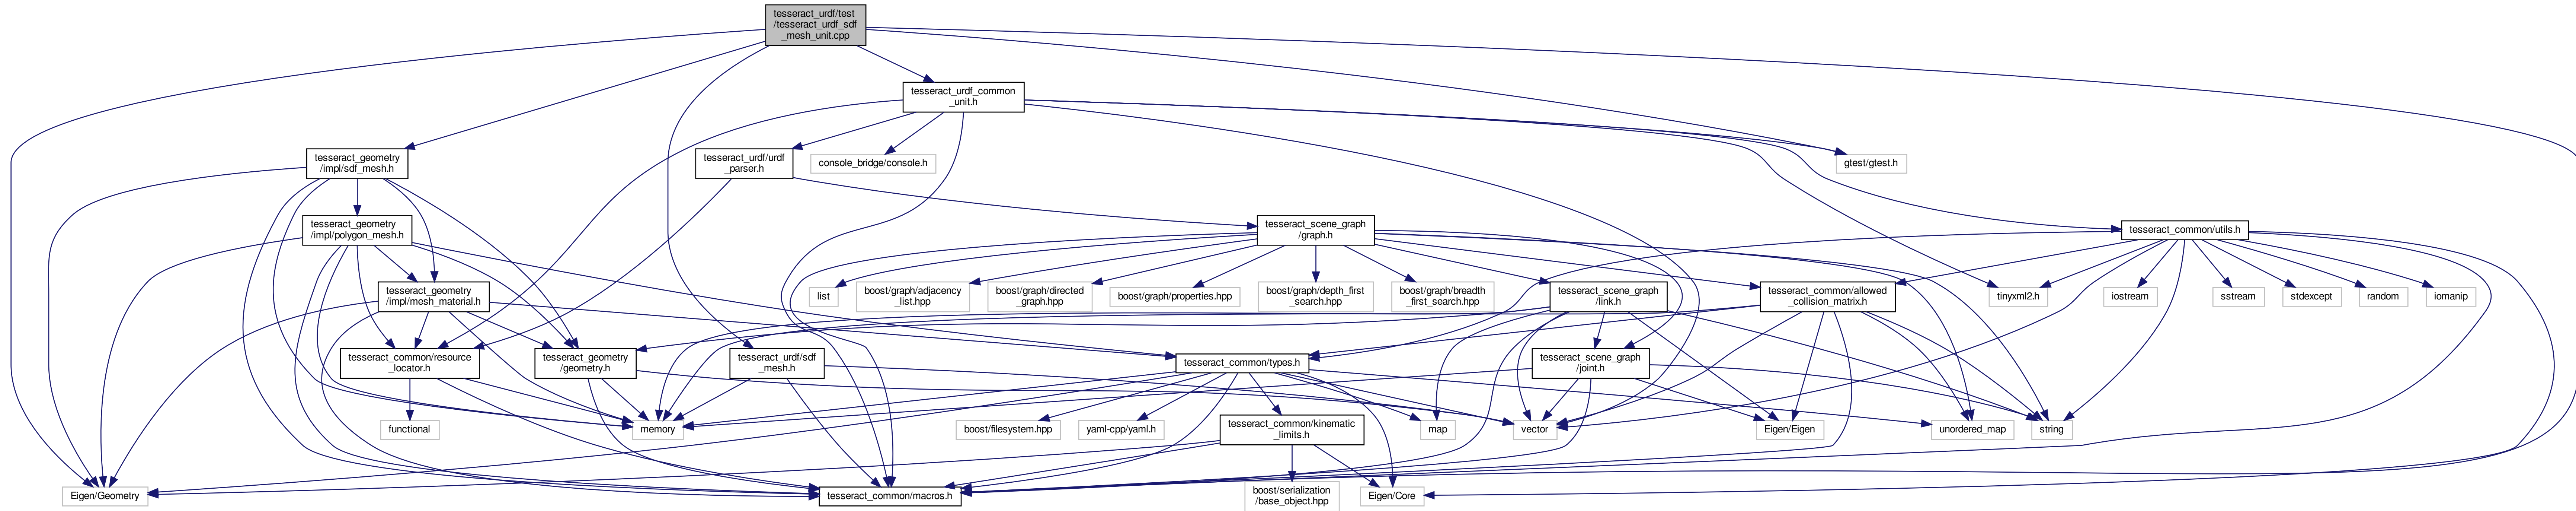 tesseract_urdf/test
/tesseract_urdf_sdf
_mesh_unit.cpp
tesseract_urdf_common
_unit.h
tesseract_geometry
/impl/sdf_mesh.h
tesseract_urdf/urdf
_parser.h
console_bridge/console.h
gtest/gtest.h
tesseract_geometry
/impl/polygon_mesh.h
tesseract_scene_graph
/graph.h
tesseract_common/utils.h
tesseract_geometry
/impl/mesh_material.h
list
boost/graph/adjacency
_list.hpp
boost/graph/directed
_graph.hpp
boost/graph/properties.hpp
boost/graph/depth_first
_search.hpp
boost/graph/breadth
_first_search.hpp
tesseract_scene_graph
/link.h
tesseract_common/allowed
_collision_matrix.h
tinyxml2.h
iostream
sstream
stdexcept
random
iomanip
tesseract_common/resource
_locator.h
tesseract_geometry
/geometry.h
tesseract_urdf/sdf
_mesh.h
tesseract_common/types.h
tesseract_scene_graph
/joint.h
functional
memory
boost/filesystem.hpp
yaml-cpp/yaml.h
tesseract_common/kinematic
_limits.h
map
vector
Eigen/Eigen
unordered_map
string
Eigen/Geometry
tesseract_common/macros.h
boost/serialization
/base_object.hpp
Eigen/Core